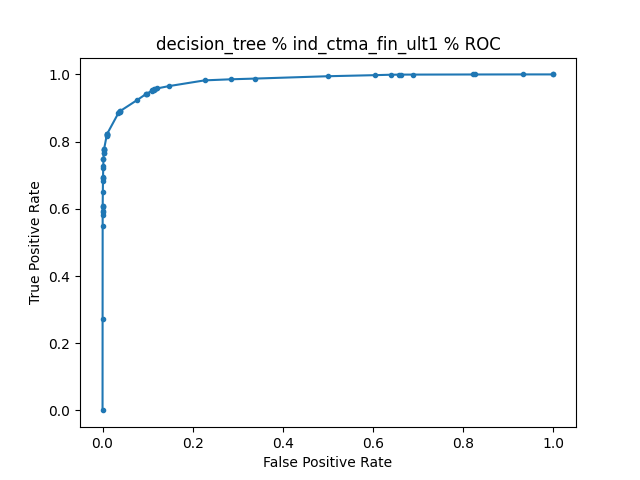 decision_tree % ind_ctma_fin_ult1 % ROC
1.0
0.8
0.6
0.4
0.2
0.0
True Positive Rate
0.0 0.2 0.4 0.6 0.8 1.0
False Positive Rate